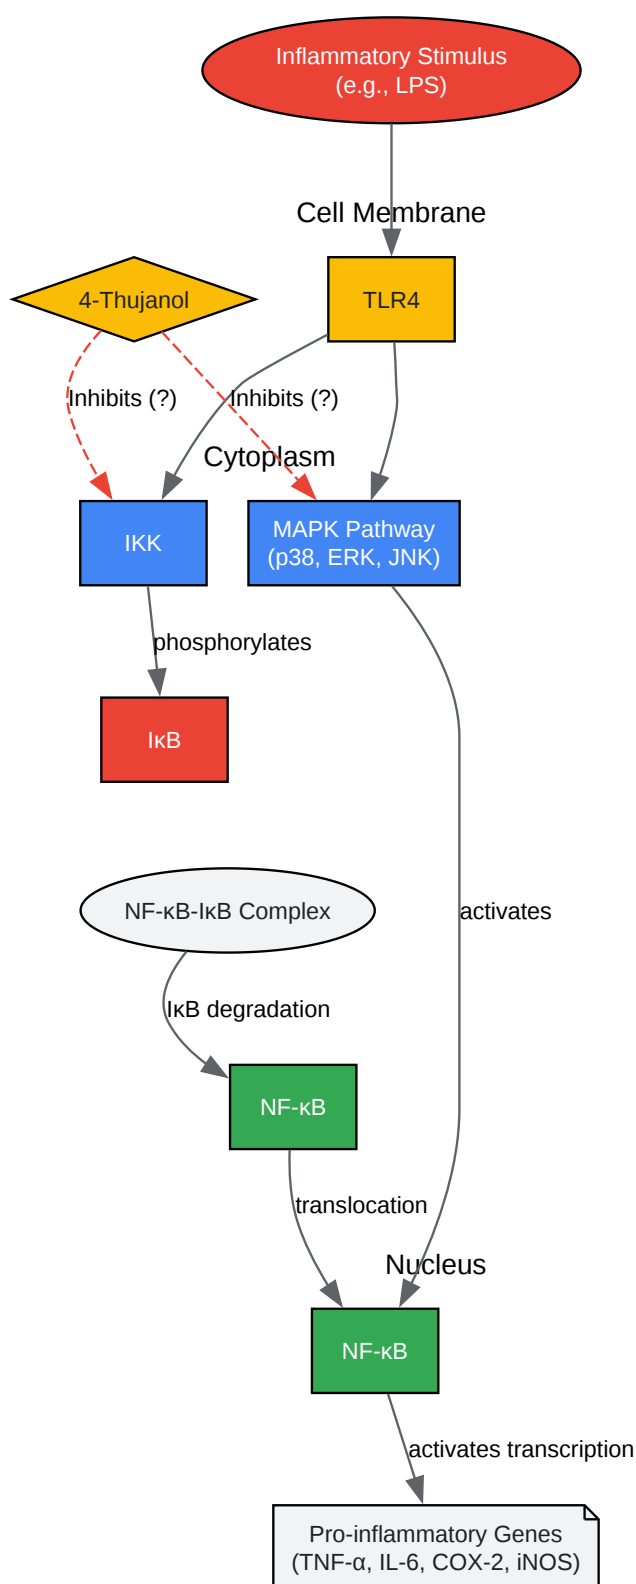 Inflammatory Stimulus
(e.g., LPS)
Cell Membrane
4-Thujanol
TLR4
Inhibits (?)
Inhibits (?)
Cytoplasm
IKK
MAPK Pathway
(p38, ERK, JNK)
phosphorylates
IκB
NF-κB-IκB Complex
activates
IκB degradation
NF-κB
translocation
Nucleus
NF-κB
activates transcription
Pro-inflammatory Genes
(TNF-α, IL-6, COX-2, iNOS)